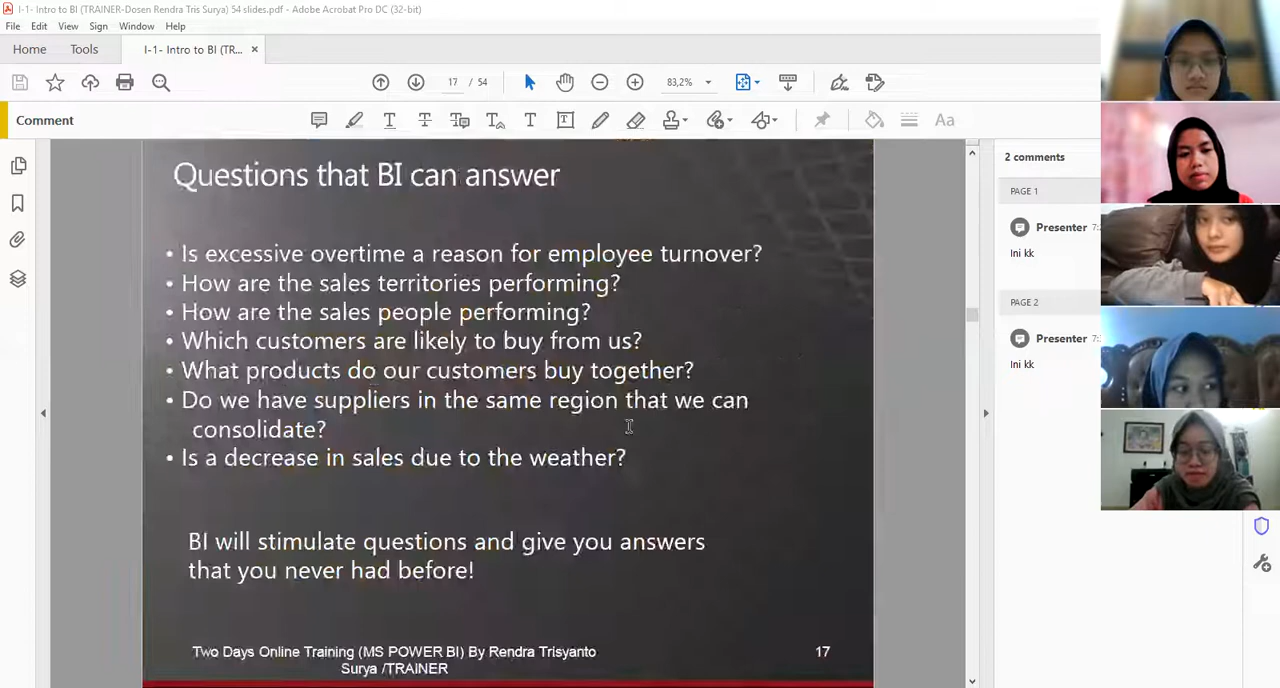 I-1- Intro to BI (TRAINER-Dosen Rendra Tris Surya) 54 slides.pdf - Adobe Acrobat Pro DC (32-bit)
File Edit View Sign Window Help
Home Tools I-1- Intro to BI (TR... ×
17 / 54 83,2%
Comment
Aa
Questions that BI can answer
• Is excessive overtime a reason for employee turnover?
• How are the sales territories performing?
• How are the sales people performing?
• Which customers are likely to buy from us?
• What products do our customers buy together?
• Do we have suppliers in the same region that we can
consolidate?
• Is a decrease in sales due to the weather?
BI will stimulate questions and give you answers
that you never had before!
Two Days Online Training (MS POWER BI) By Rendra Trisyanto
Surya /TRAINER
17
2 comments
PAGE 1
Presenter
Ini kk
PAGE 2
Presenter
Ini kk